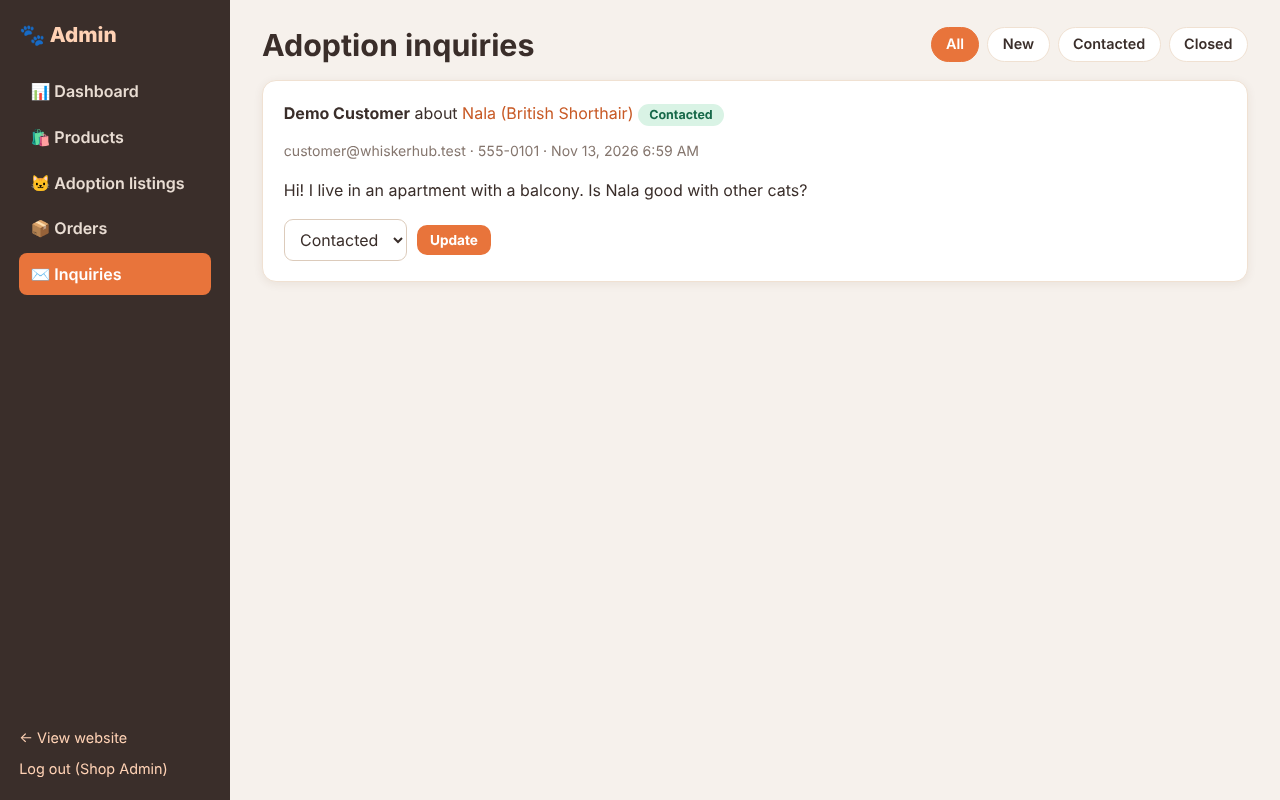 🐾 Admin
📊 Dashboard
🛍️ Products
🐱 Adoption listings
📦 Orders
✉️ Inquiries
← View website
Log out (Shop Admin)
Adoption inquiries
All New Contacted Closed
Demo Customer about Nala (British Shorthair) Contacted
customer@whiskerhub.test · 555-0101 · Nov 13, 2026 6:59 AM
Hi! I live in an apartment with a balcony. Is Nala good with other cats?
Contacted Update